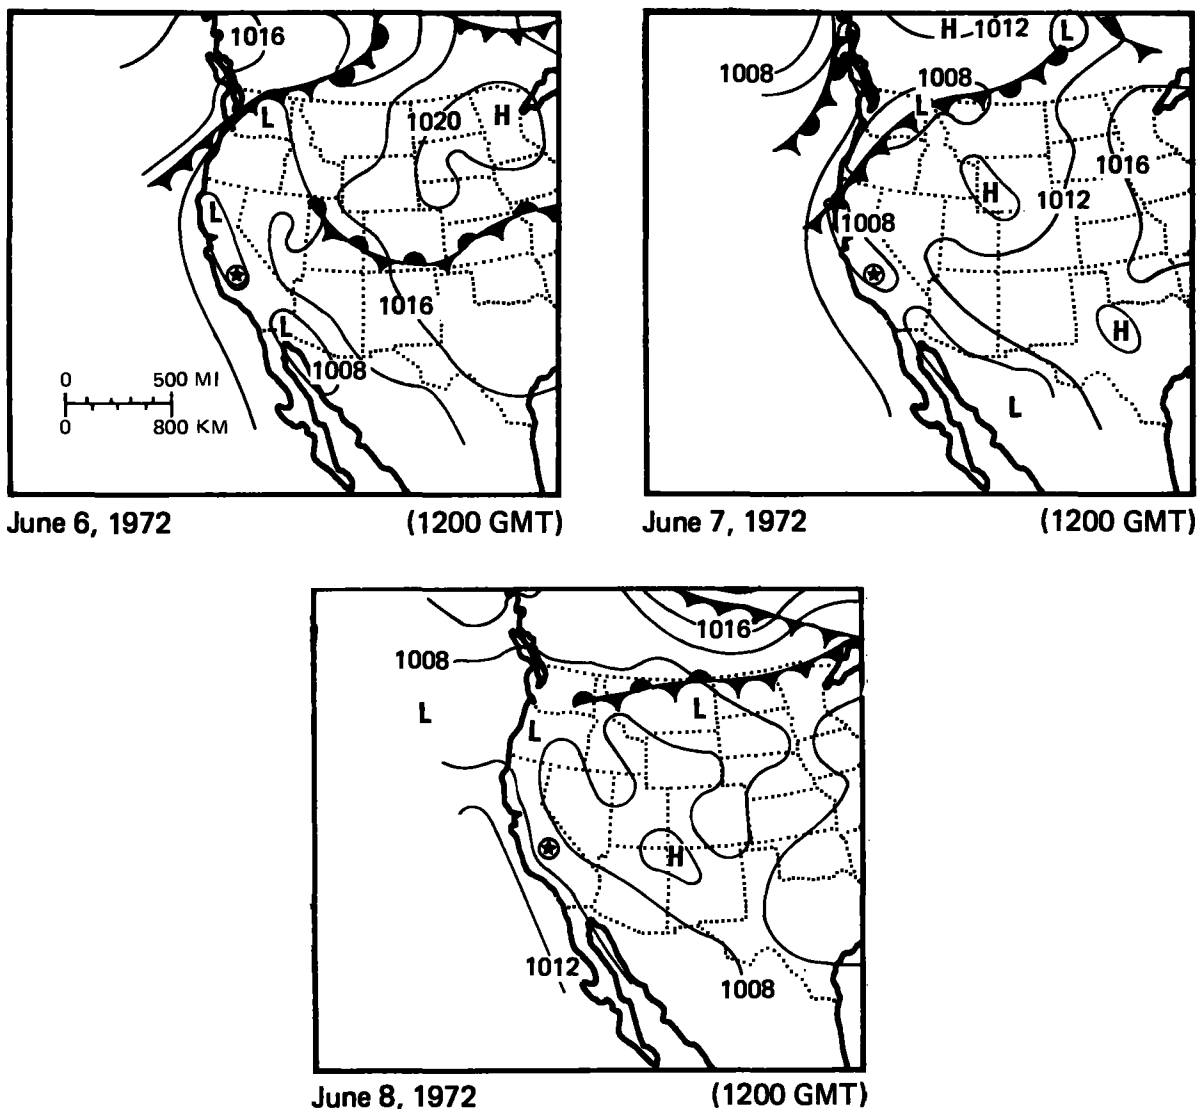 1016
L
1020
H
L
1016
L
1008
0 500 MI
0 800 KM
June 6, 1972 (1200 GMT)
H 1012 L
1008
1008
L
1016
H
1012
1008
H
L
June 7, 1972 (1200 GMT)
1016
1008
L
L
L
H
1012
1008
June 8, 1972 (1200 GMT)